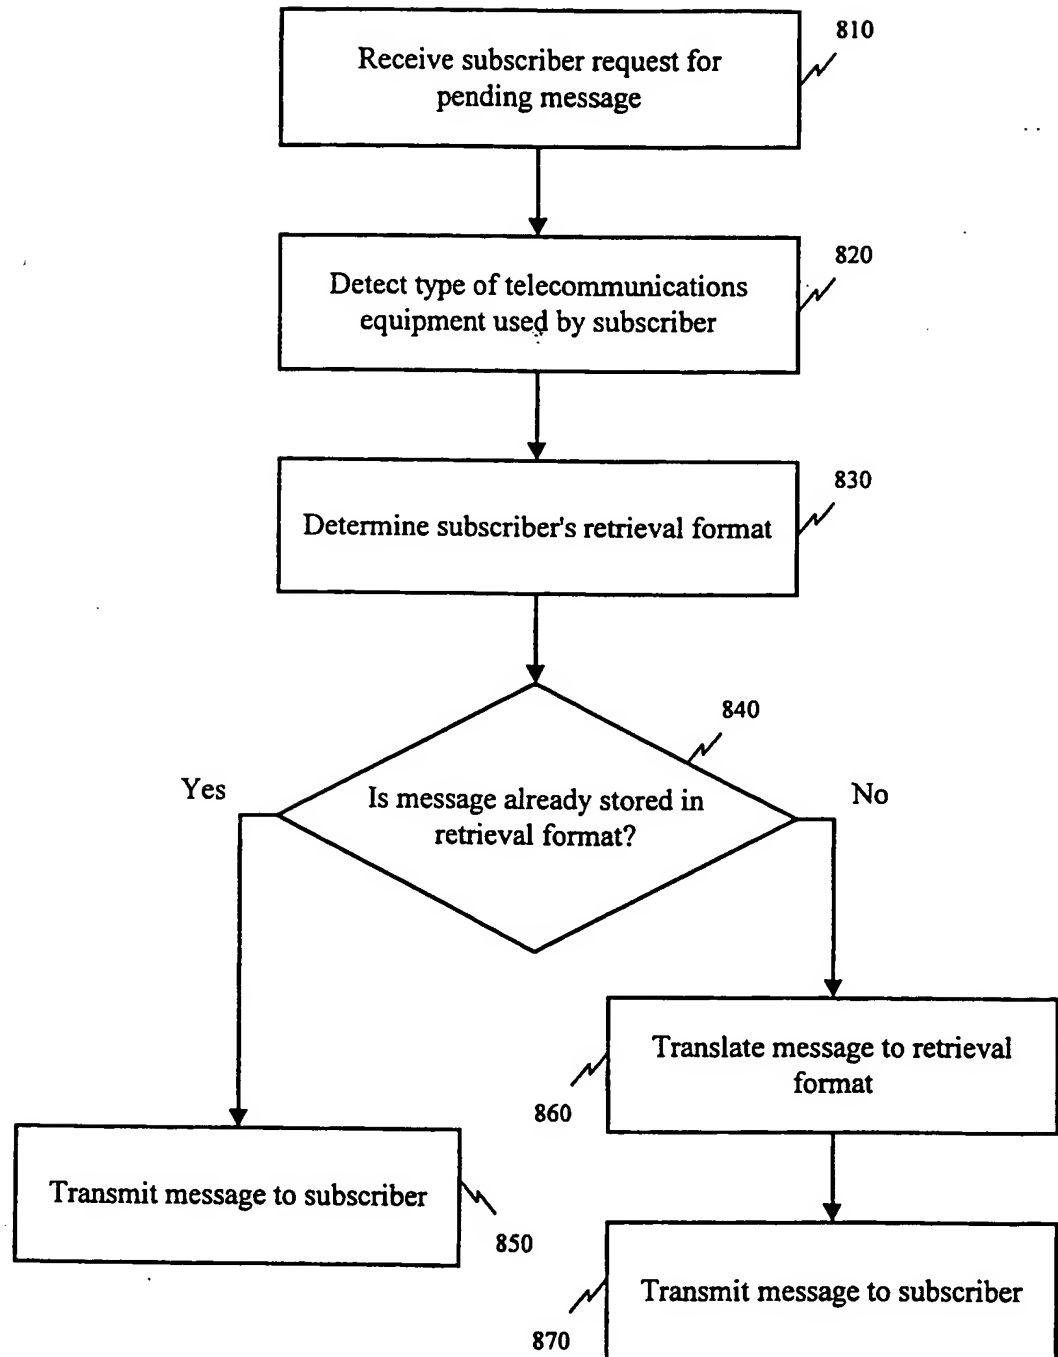 810
Receive subscriber request for
pending message
820
Detect type of telecommunications
equipment used by subscriber
830
Determine subscriber's retrieval format
840
Yes
No
Is message already stored in
retrieval format?
Translate message to retrieval
format
860
Transmit message to subscriber
850
Transmit message to subscriber
870